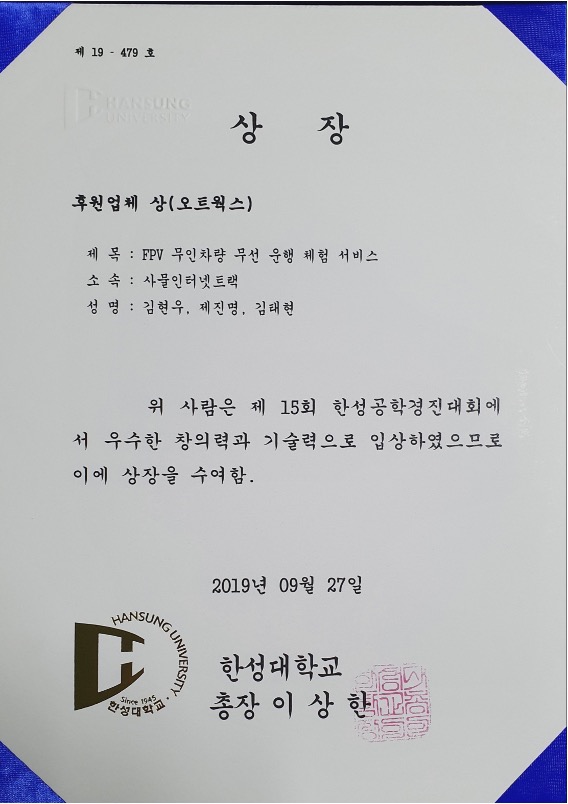 제 19 - 479 호
HANSUNG
UNIVERSITY
상 장
후원업체 상(오트웍스)
제 목 : FPV 무인차량 무선 운행 체험 서비스
소 속 : 사물인터넷트랙
성 명 : 김현우, 제진명, 김태현
위 사람은 제 15회 한성공학경진대회에
서 우수한 창의력과 기술력으로 입상하였으므로
이에 상장을 수여함.
2019년 09월 27일
HANSUNG UNIVERSITY
Since 1945
한성대학교
한성대학교
총장 이 상 한